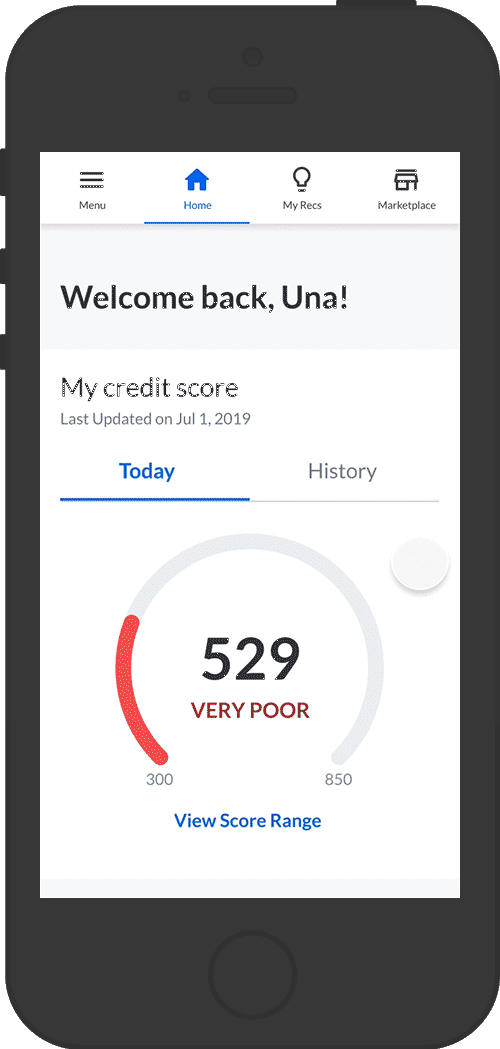 Menu
Home
My Recs
Marketplace
Welcome back, Una!
My credit score
Last Updated on Jul 1, 2019
Today
History
529
VERY POOR
300
850
View Score Range